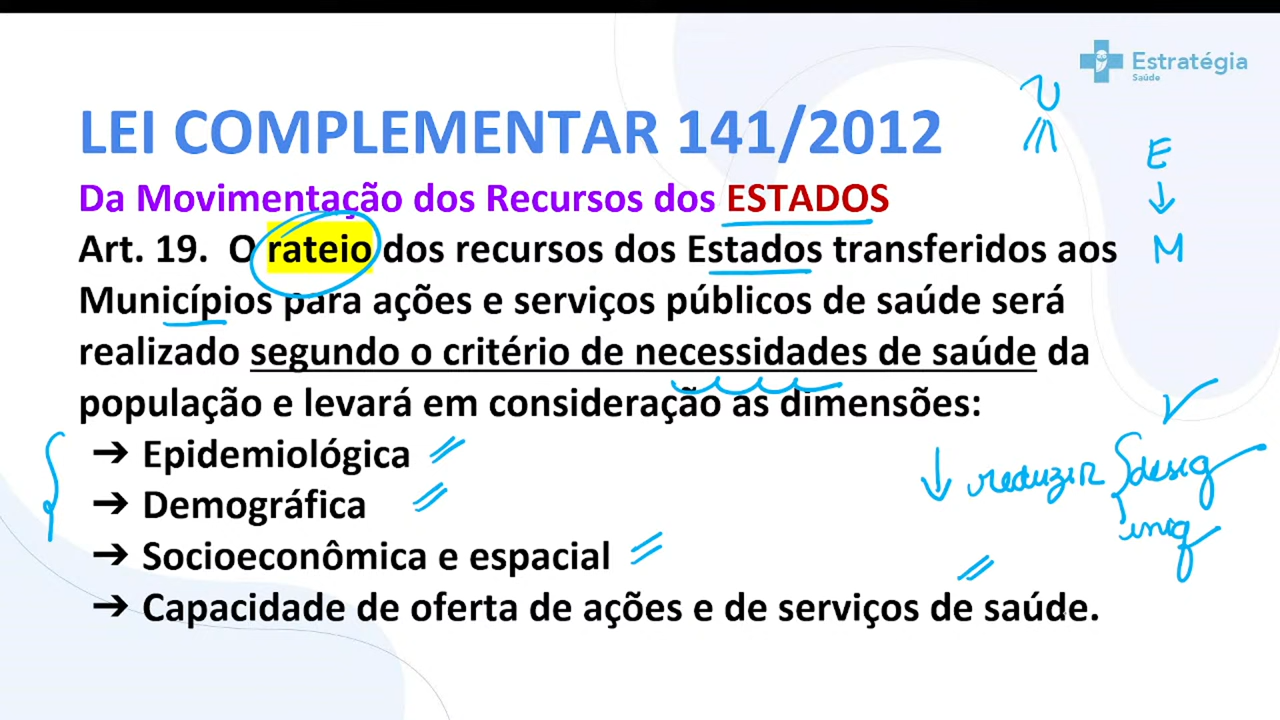 Estratégia
Saúde
LEI COMPLEMENTAR 141/2012
Da Movimentação dos Recursos dos ESTADOS
Art. 19. O rateio dos recursos dos Estados transferidos aos
Municípios para ações e serviços públicos de saúde será
realizado segundo o critério de necessidades de saúde da
população e levará em consideração as dimensões:
➔ Epidemiológica
➔ Demográfica
➔ Socioeconômica e espacial
➔ Capacidade de oferta de ações e de serviços de saúde.
U
E
M
reduzir
desig
iniq